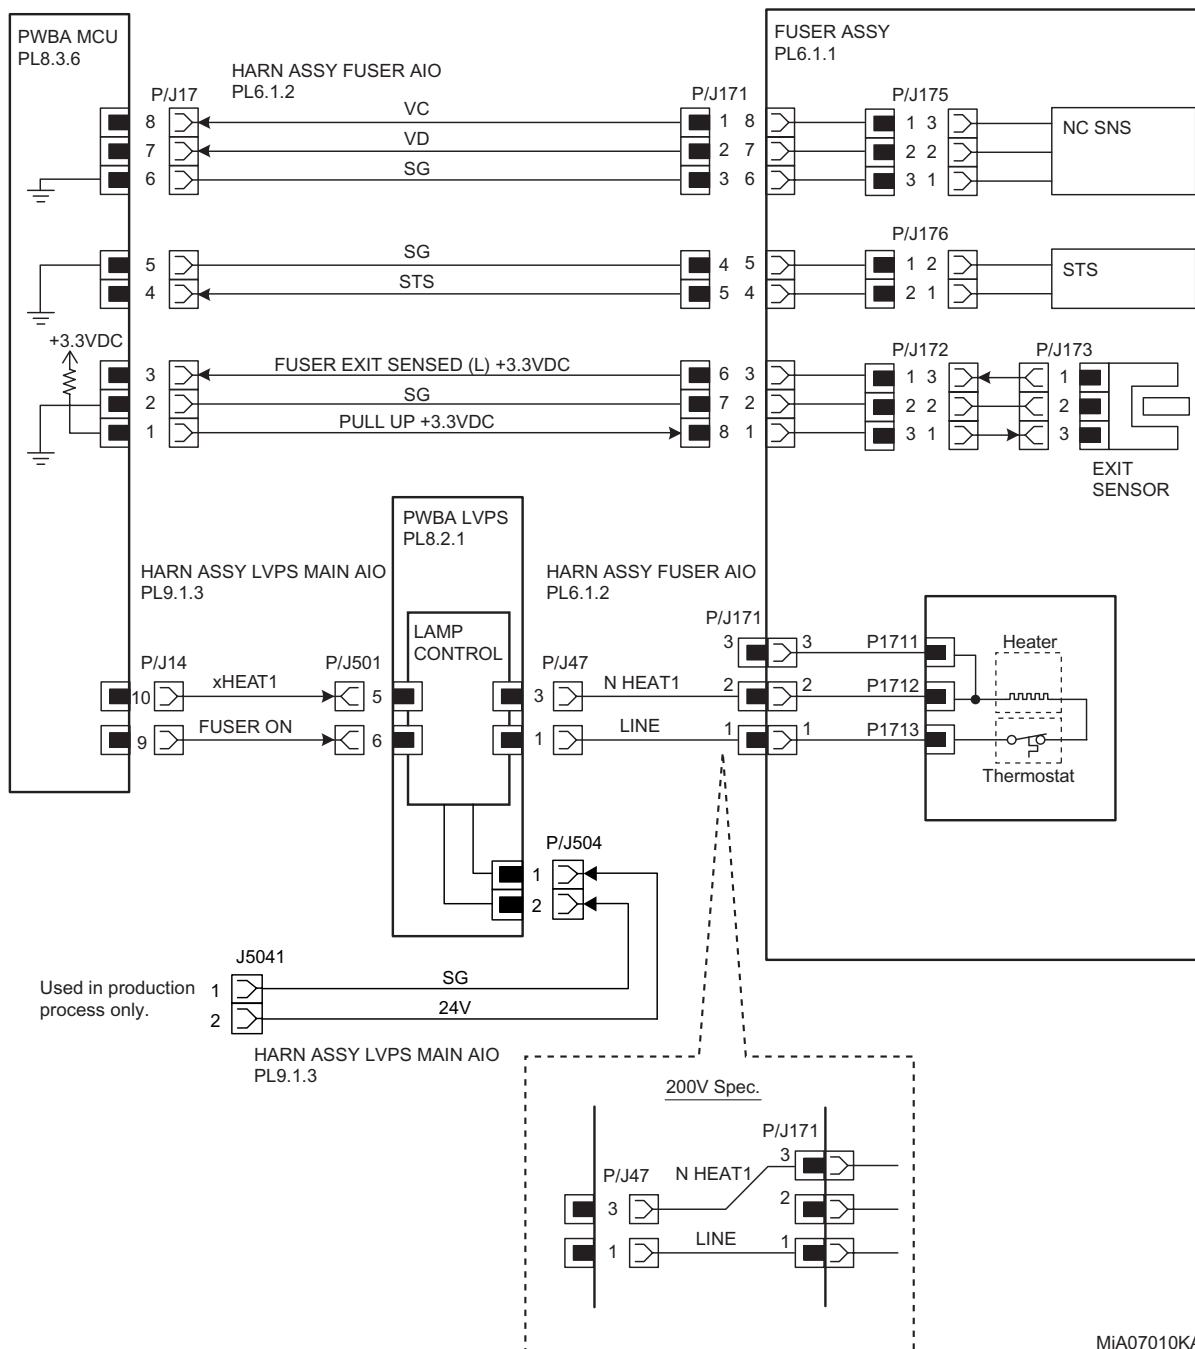 PWBA MCU
PL8.3.6
FUSER ASSY
PL6.1.1
HARN ASSY FUSER AIO
PL6.1.2
P/J17
P/J171
P/J175
8 VC 1 8 1 3
7 VD 2 7 2 2
6 SG 3 6 3 1
NC SNS
P/J176
5 SG 4 5 1 2
4 STS 5 4 2 1
STS
+3.3VDC
P/J172
P/J173
3 FUSER EXIT SENSED (L) +3.3VDC 6 3 1 3 1
2 SG 7 2 2 2 2
1 PULL UP +3.3VDC 8 1 3 1 3
EXIT
SENSOR
PWBA LVPS
PL8.2.1
HARN ASSY LVPS MAIN AIO
PL9.1.3
HARN ASSY FUSER AIO
PL6.1.2
LAMP
CONTROL
P/J171
3 3 P1711
Heater
P/J14
P/J501
P/J47
10 xHEAT1 5 3 N HEAT1 2 2 P1712
9 FUSER ON 6 1 LINE 1 1 P1713
Thermostat
P/J504
1
2
J5041
Used in production
process only.
1 SG
2 24V
HARN ASSY LVPS MAIN AIO
PL9.1.3
200V Spec.
P/J171
P/J47
N HEAT1 3
3 2
1 LINE 1
MiA07010KA